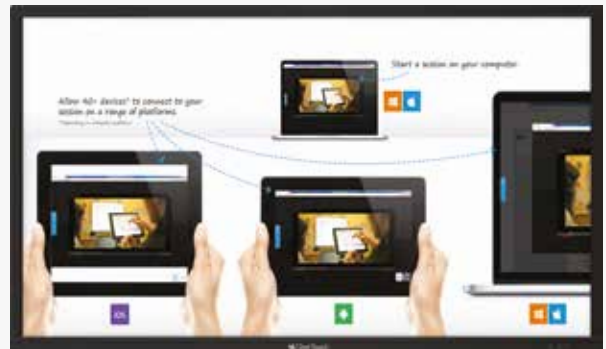 Start a session on your computer
Allow 40+ devices* to connect to your
session on a range of platforms.
iOS